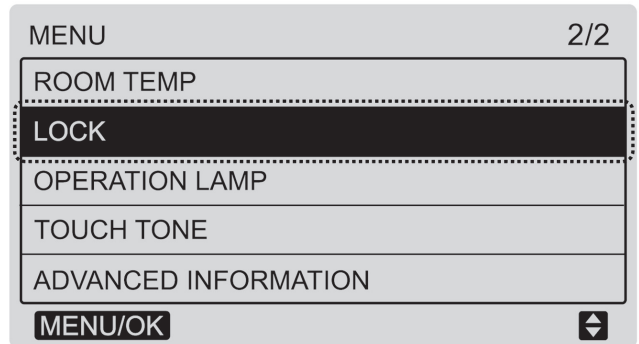 MENU 2/2
ROOM TEMP
LOCK
OPERATION LAMP
TOUCH TONE
ADVANCED INFORMATION
MENU/OK